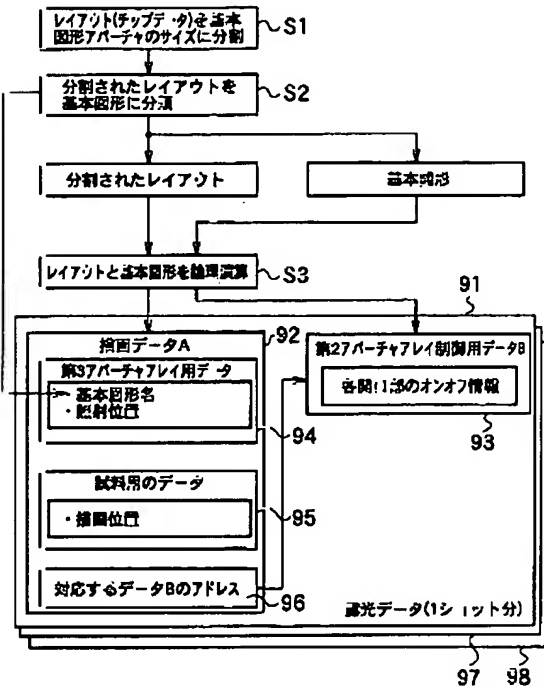 レイアウト(チップデータ)を基本
図形アパーチャのサイズに分割
S1
分割されたレイアウトを
基本図形に分類
S2
分割されたレイアウト
基本図形
レイアウトと基本図形を論理演算
S3
91
描画データA
92
第3アパーチャアレイ用データ
・基本図形名
・照射位置
94
第2アパーチャアレイ制御用データB
各開口部のオンオフ情報
93
試料用のデータ
・描画位置
95
対応するデータBのアドレス
96
露光データ(1ショット分)
97
98